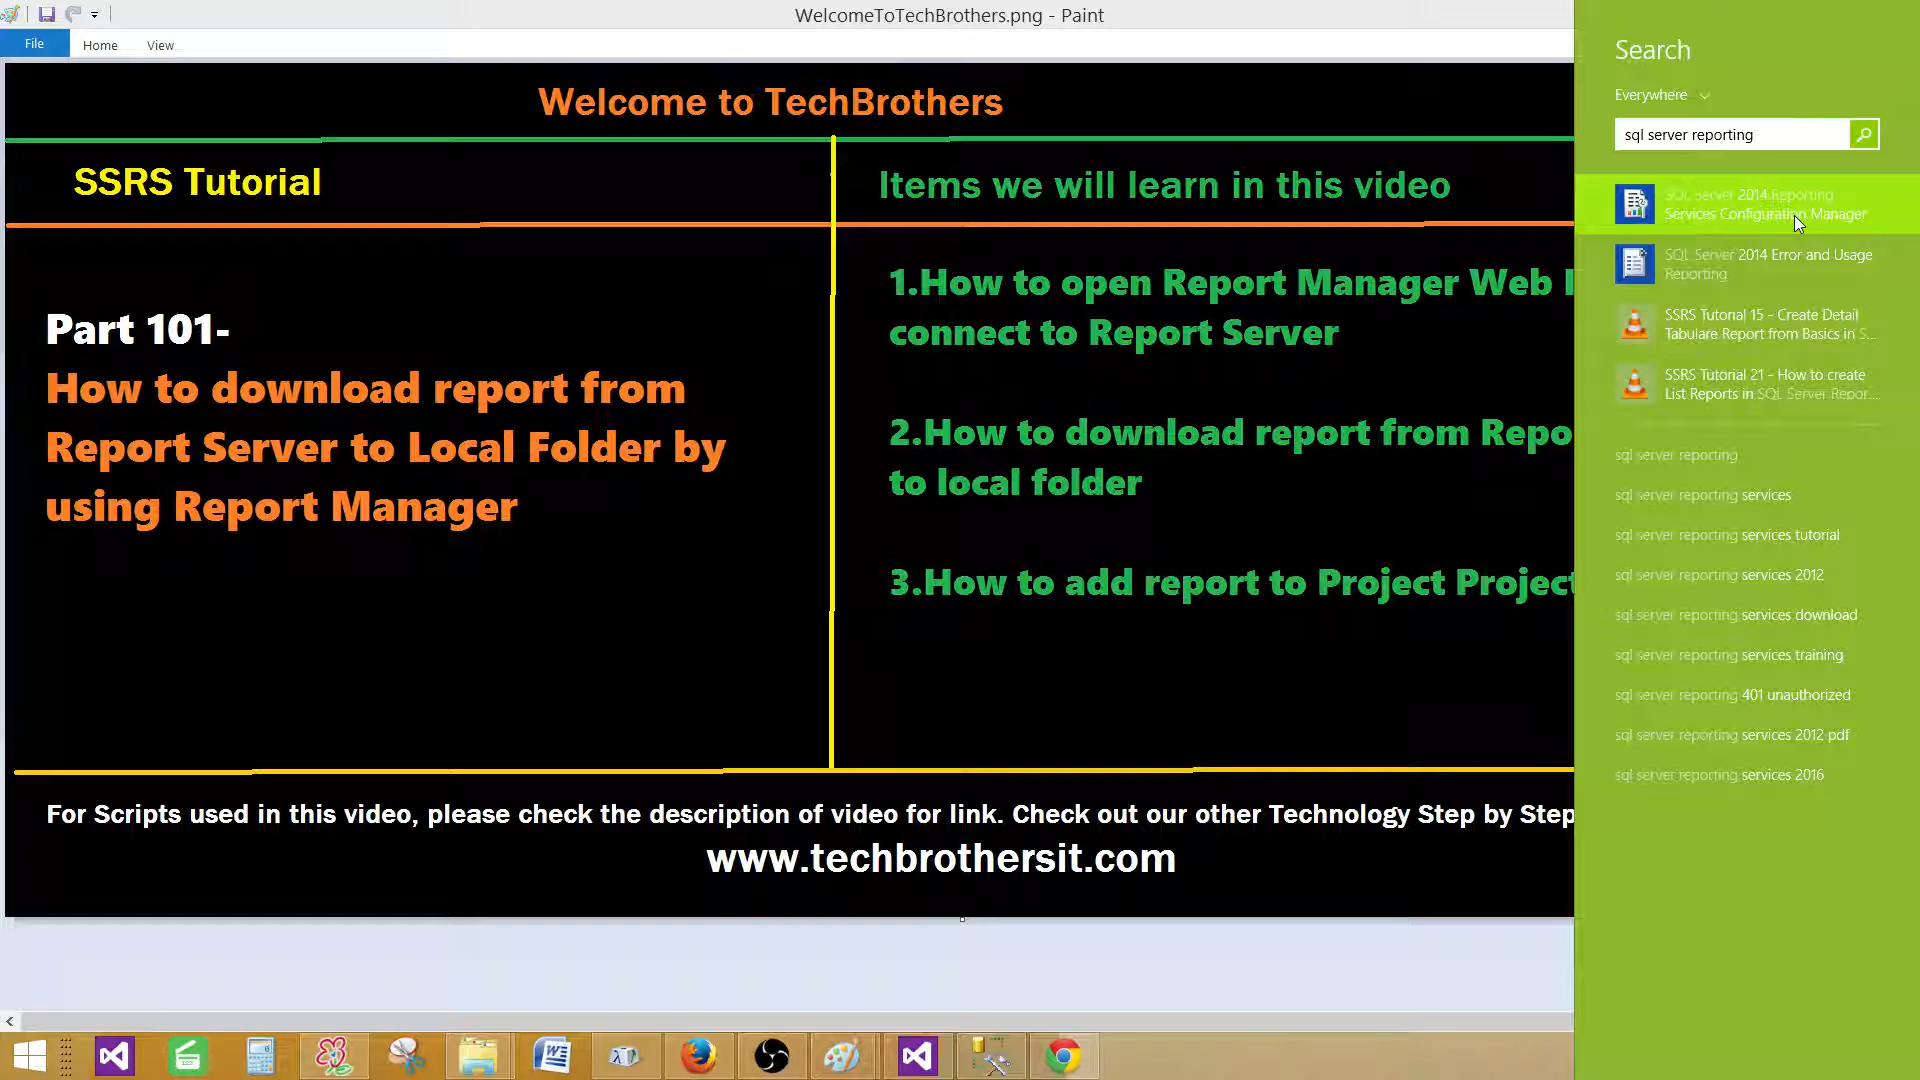 WelcomeToTechBrothers.png - Paint
File Home View
Welcome to TechBrothers
SSRS Tutorial
Items we will learn in this video
Part 101-
How to download report from
Report Server to Local Folder by
using Report Manager
1.How to open Report Manager Web
connect to Report Server
2.How to download report from Repo
to local folder
3.How to add report to Project Project
For Scripts used in this video, please check the description of video for link. Check out our other Technology Step by Step
www.techbrothersit.com
Search
Everywhere
sql server reporting
SQL Server 2014 Reporting
Services Configuration Manager
SQL Server 2014 Error and Usage
Reporting
SSRS Tutorial 15 - Create Detail
Tabulare Report from Basics in S...
SSRS Tutorial 21 - How to create
List Reports in SQL Server Repor...
sql server reporting
sql server reporting services
sql server reporting services tutorial
sql server reporting services 2012
sql server reporting services download
sql server reporting services training
sql server reporting 401 unauthorized
sql server reporting services 2012 pdf
sql server reporting services 2016